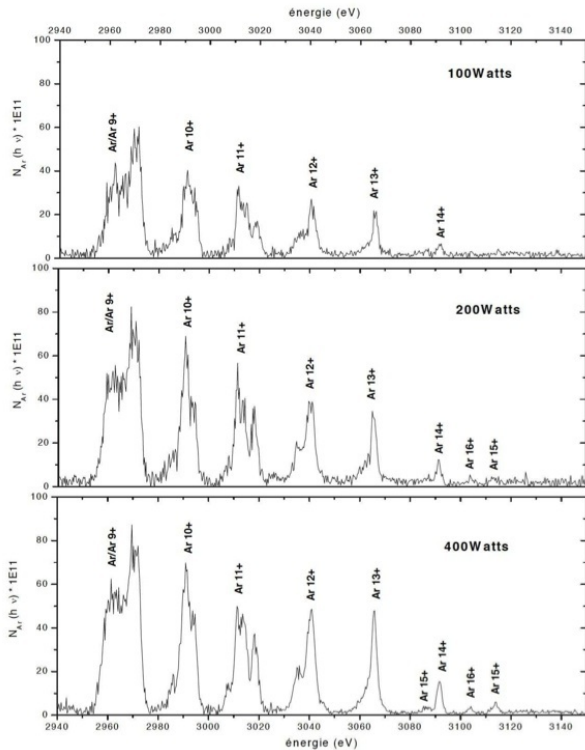 énergie (eV)
2940 2960 2980 3000 3020 3040 3060 3080 3100 3120 3140
100
80
60
40
20
0
N Ar (h ν) * 1E11
100Watts
Ar/Ar 9+
Ar 10+
Ar 11+
Ar 12+
Ar 13+
Ar 14+
100
80
60
40
20
0
N Ar (h ν) * 1E11
200Watts
Ar/Ar 9+
Ar 10+
Ar 11+
Ar 12+
Ar 13+
Ar 14+
Ar 16+
Ar 15+
100
80
60
40
20
0
N Ar (h ν) * 1E11
400Watts
Ar/Ar 9+
Ar 10+
Ar 11+
Ar 12+
Ar 13+
Ar 15+
Ar 14+
Ar 16+
Ar 15+
2940 2960 2980 3000 3020 3040 3060 3080 3100 3120 3140
énergie (eV)